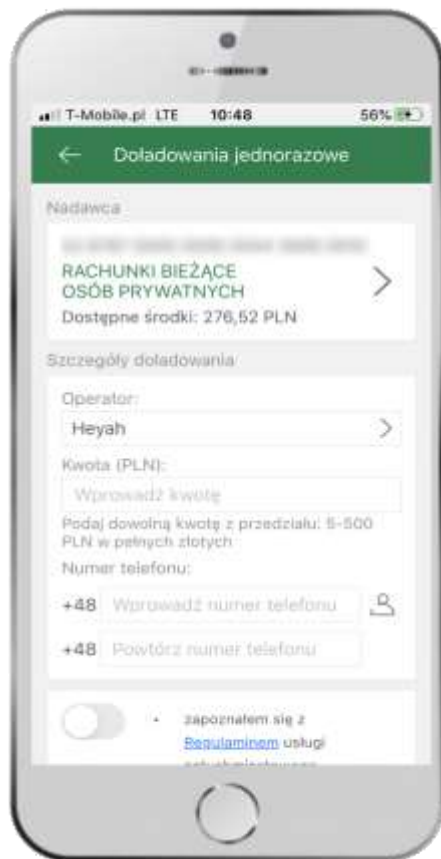 T-Mobile.pl LTE 10:48 56%
Doładowania jednorazowe
Nadawca
RACHUNKI BIEŻĄCE
OSÓB PRYWATNYCH
Dostępne środki: 276,52 PLN
Szczegóły doładowania
Operator:
Heyah
Kwota (PLN):
Wprowadź kwotę
Podaj dowolną kwotę z przedziału: 5-500
PLN w pełnych złotych
Numer telefonu:
+48 Wprowadź numer telefonu
+48 Powtórz numer telefonu
• zapoznałem się z
Regulaminem usługi